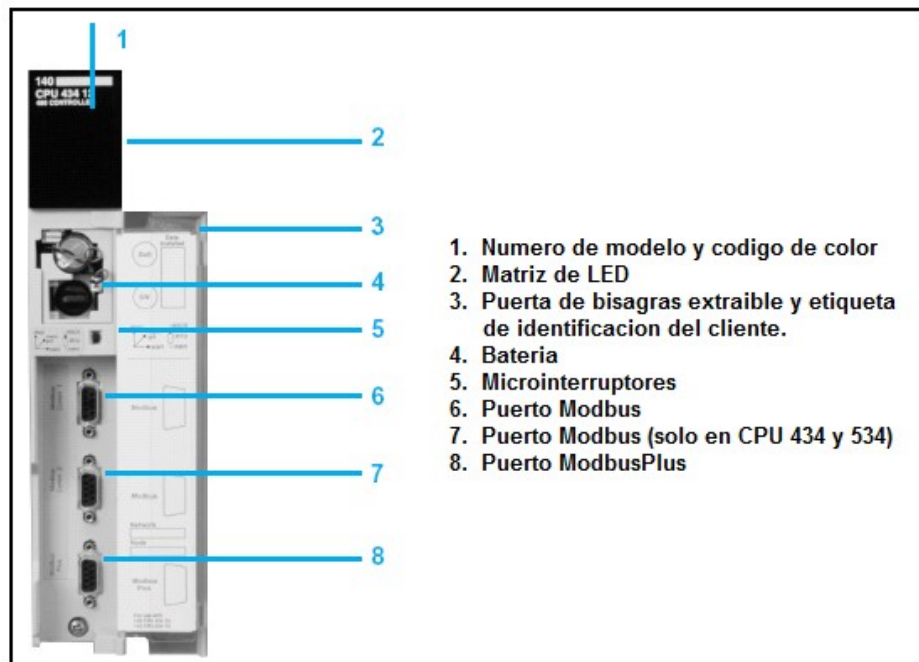 1
140
CPU 434 12
CONTROLLER
2
3
4
5
6
7
8
Modbus
Modbus
Modbus
Plus
1. Numero de modelo y codigo de color
2. Matriz de LED
3. Puerta de bisagras extraible y etiqueta
de identificacion del cliente.
4. Bateria
5. Microinterruptores
6. Puerto Modbus
7. Puerto Modbus (solo en CPU 434 y 534)
8. Puerto ModbusPlus